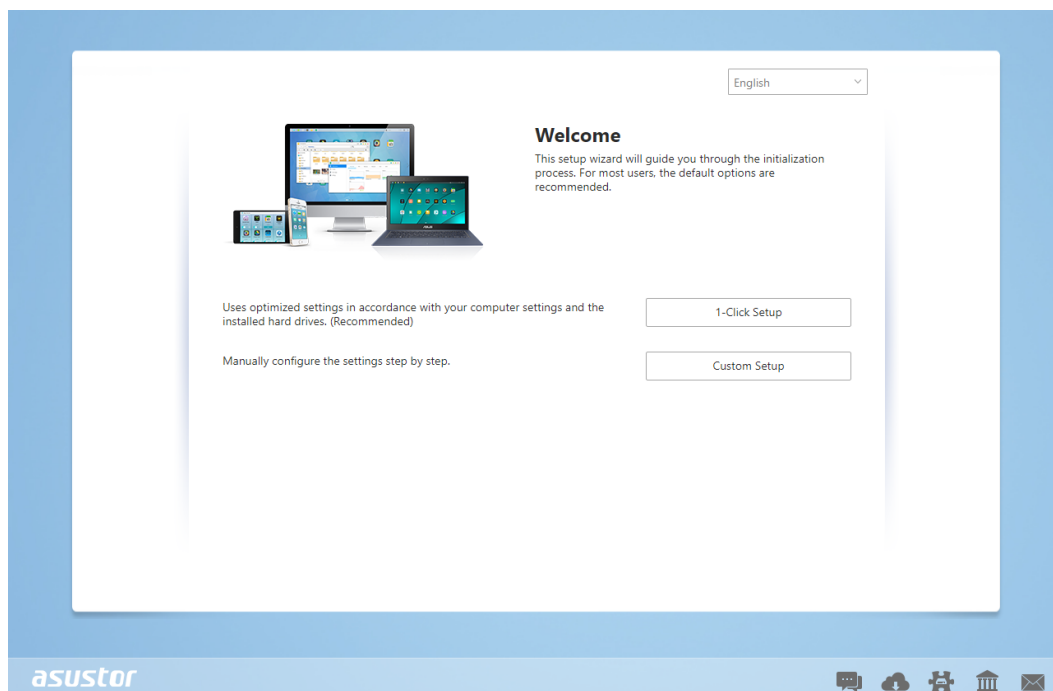 English
Welcome
This setup wizard will guide you through the initialization
process. For most users, the default options are
recommended.
Uses optimized settings in accordance with your computer settings and the
installed hard drives. (Recommended)
1-Click Setup
Manually configure the settings step by step.
Custom Setup
asustor